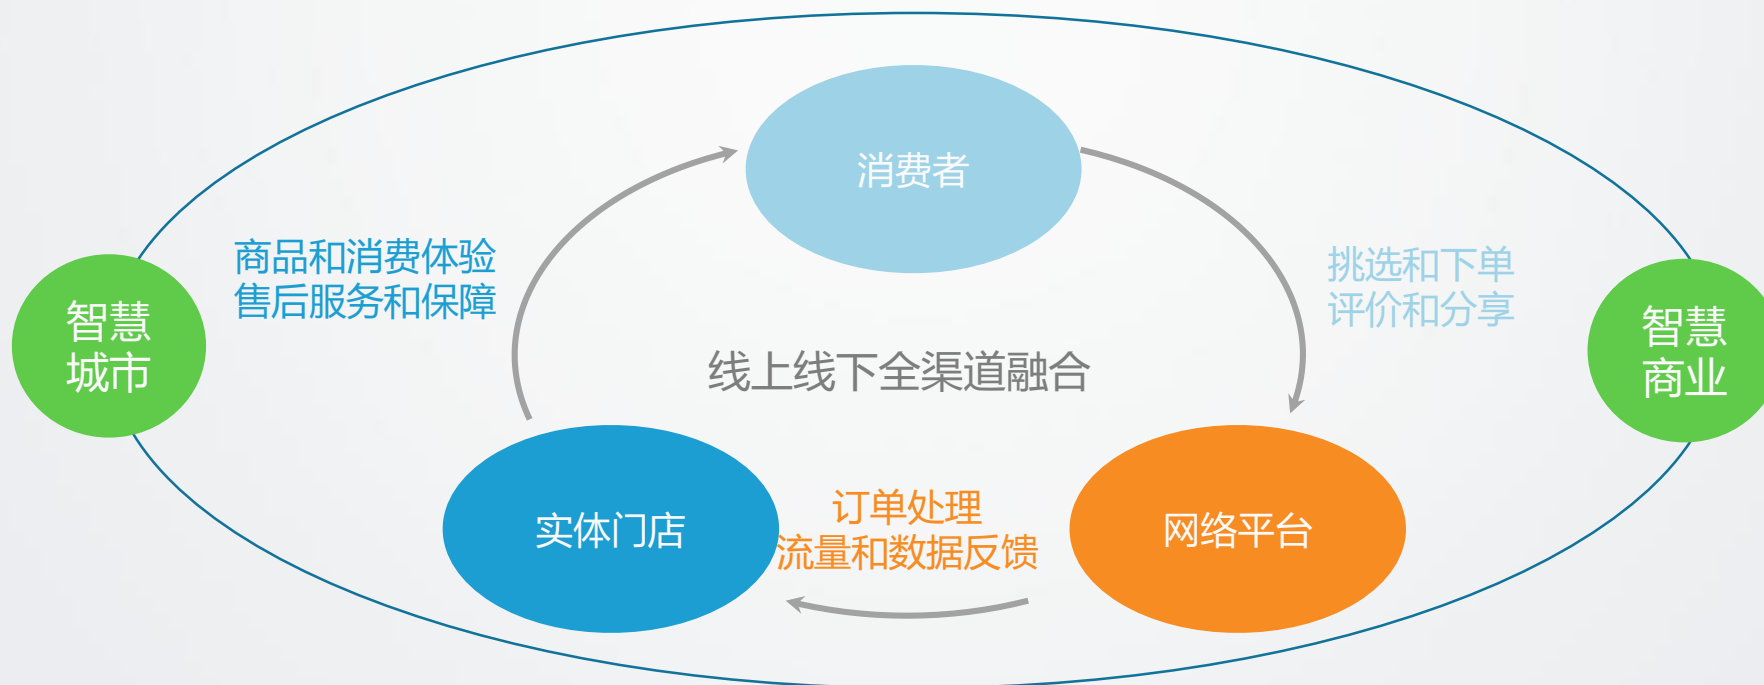 消费者
商品和消费体验
售后服务和保障
挑选和下单
评价和分享
智慧
城市
智慧
商业
线上线下全渠道融合
实体门店
订单处理
流量和数据反馈
网络平台